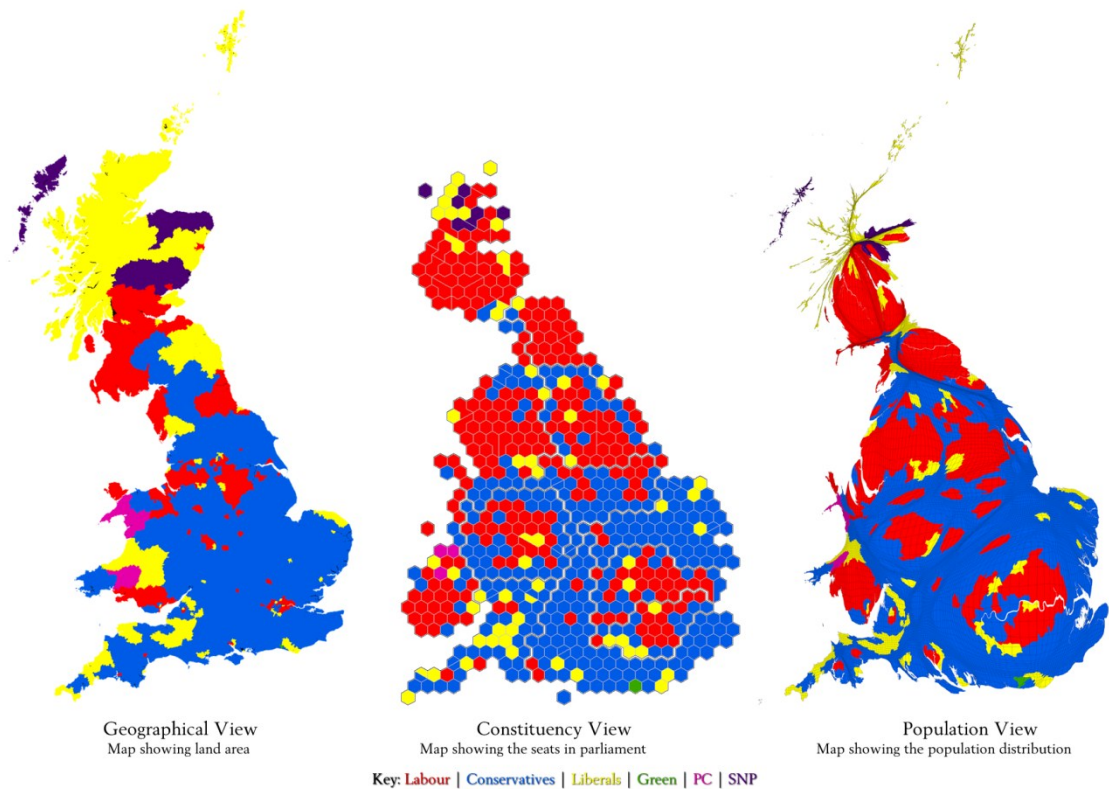 Geographical View
Map showing land area
Constituency View
Map showing the seats in parliament
Population View
Map showing the population distribution
Key: Labour | Conservatives | Liberals | Green | PC | SNP